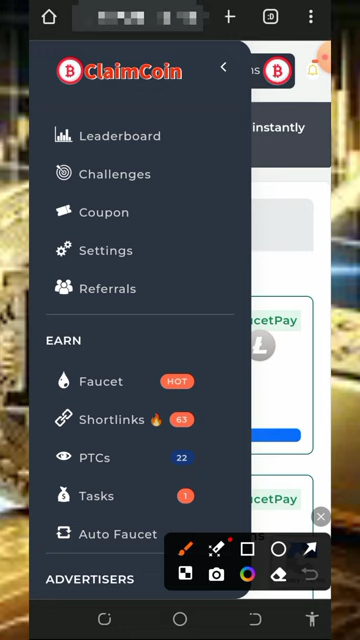 :D
ClaimCoin
ns
instantly
Leaderboard
Challenges
Coupon
Settings
Referrals
EARN
Faucet HOT
ucetPay
Shortlinks 🔥 63
PTCs 22
Tasks 1
ucetPay
Auto Faucet
ADVERTISERS